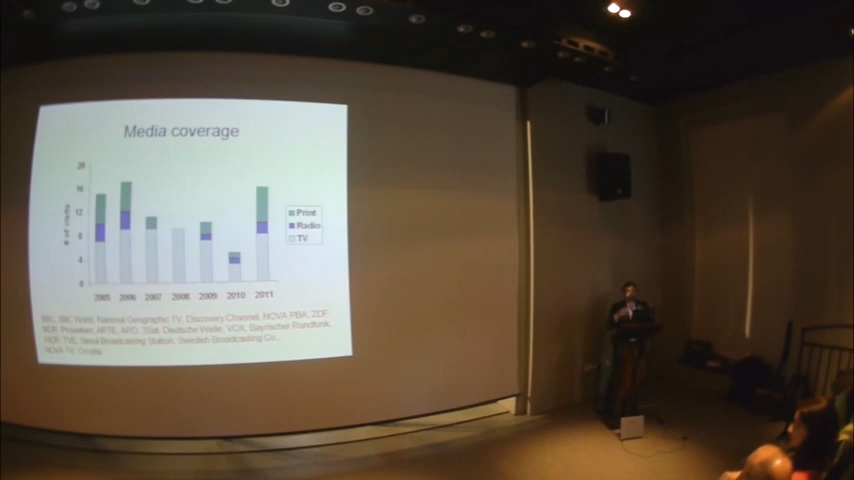 Media coverage
20
16
12
8
4
0
# of visits
Print
Radio
TV
2005 2006 2007 2008 2009 2010 2011
BBC, BBC World, National Geographic TV, Discovery Channel, NOVA PBA, ZDF
NDR, Prosieben, ARTE, ARD, 3Sat, Deutsche Welle, VOX, Bayrischer Rundfunk,
TVE, Seoul Broadcasting Station, Swedish Broadcasting Co.,
NOVA TV, Croatia